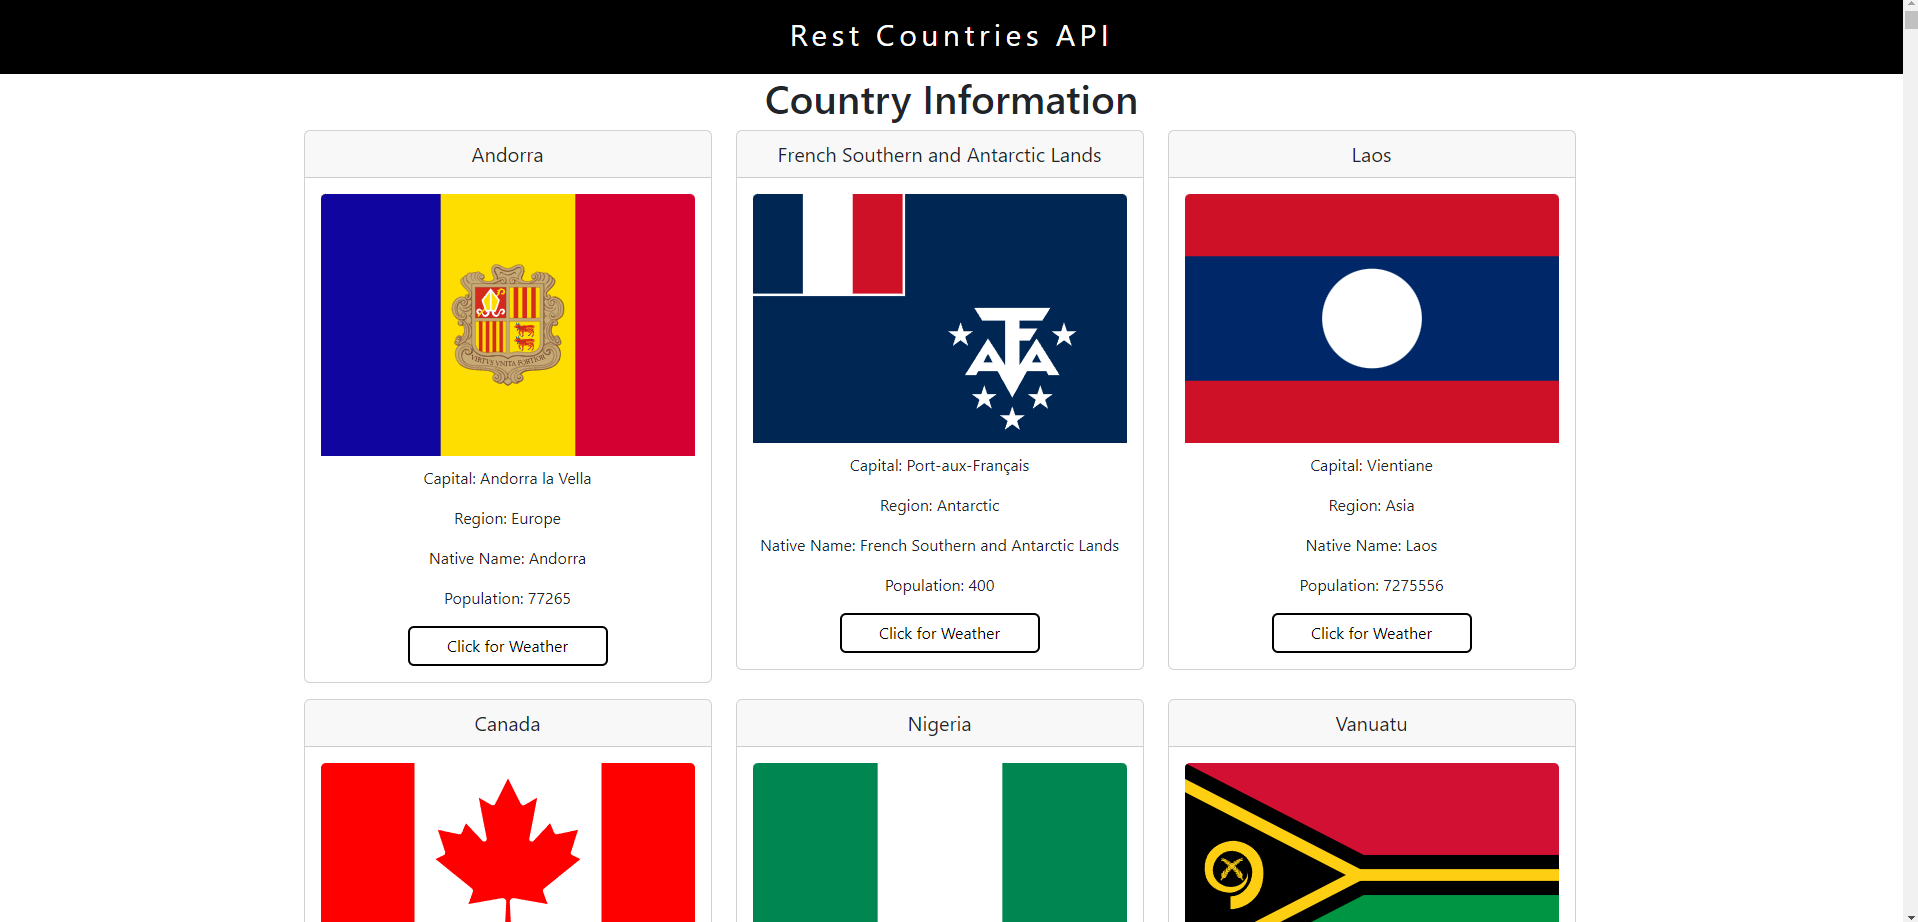 Rest Countries API
Country Information
Andorra
VIRTVS VNITA FORTIOR
Capital: Andorra la Vella
Region: Europe
Native Name: Andorra
Population: 77265
Click for Weather
French Southern and Antarctic Lands
Capital: Port-aux-Français
Region: Antarctic
Native Name: French Southern and Antarctic Lands
Population: 400
Click for Weather
Laos
Capital: Vientiane
Region: Asia
Native Name: Laos
Population: 7275556
Click for Weather
Canada
Nigeria
Vanuatu